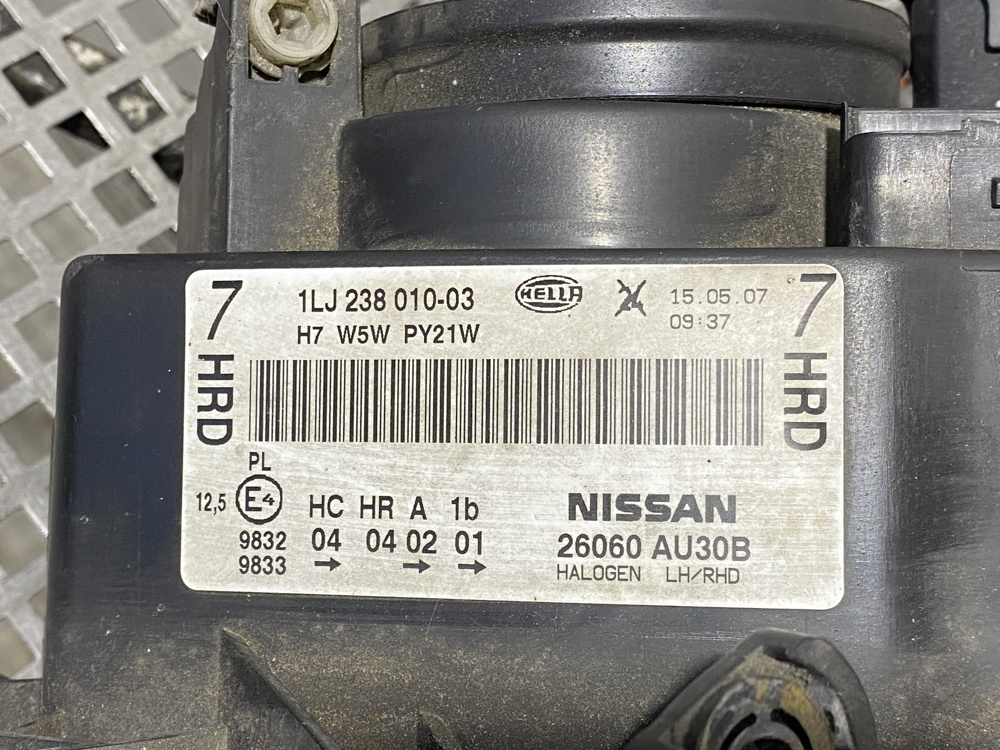 7 HRD
1LJ 238 010-03
HELLA
15.05.07
09:37
H7 W5W PY21W
7 HRD
PL
12,5 E4
HC HR A 1b
9832 04 04 02 01
9833 → → →
NISSAN
26060 AU30B
HALOGEN LH/RHD